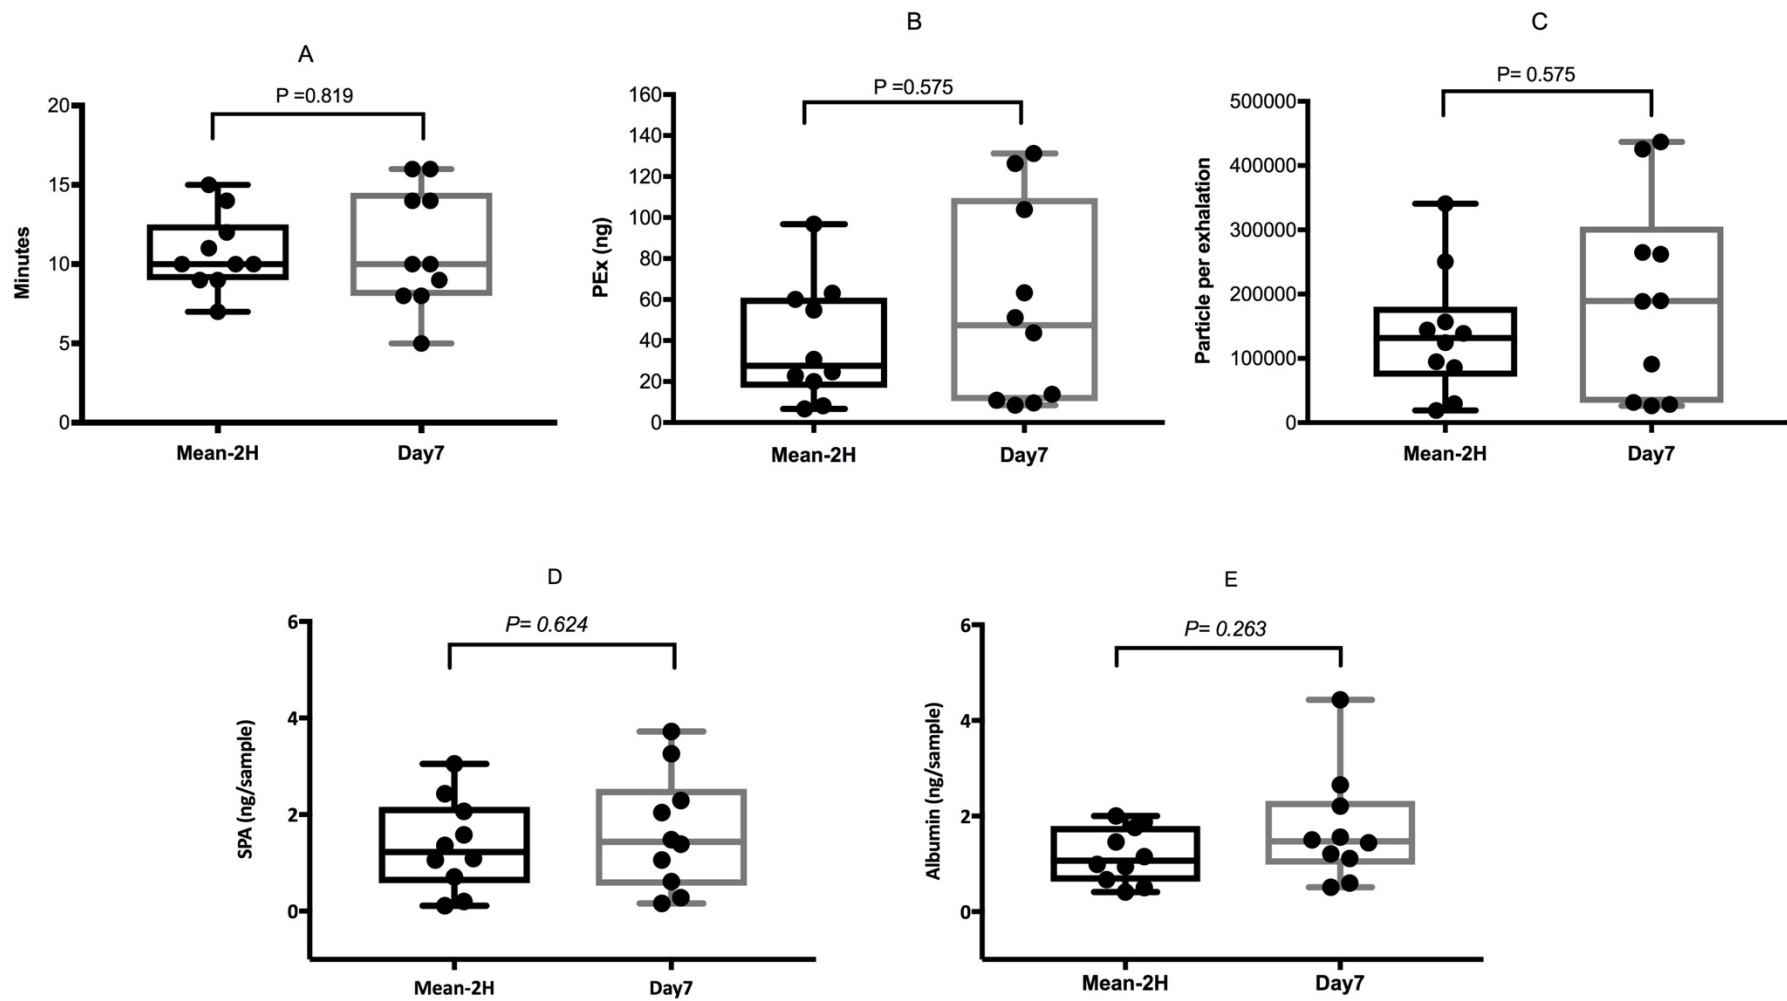 A
P =0.819
Minutes
20
15
10
5
0
Mean-2H
Day7
B
P =0.575
PEx (ng)
160
140
120
100
80
60
40
20
0
Mean-2H
Day7
C
P= 0.575
Particle per exhalation
500000
400000
300000
200000
100000
0
Mean-2H
Day7
D
P= 0.624
SPA (ng/sample)
6
4
2
0
Mean-2H
Day7
E
P= 0.263
Albumin (ng/sample)
6
4
2
0
Mean-2H
Day7